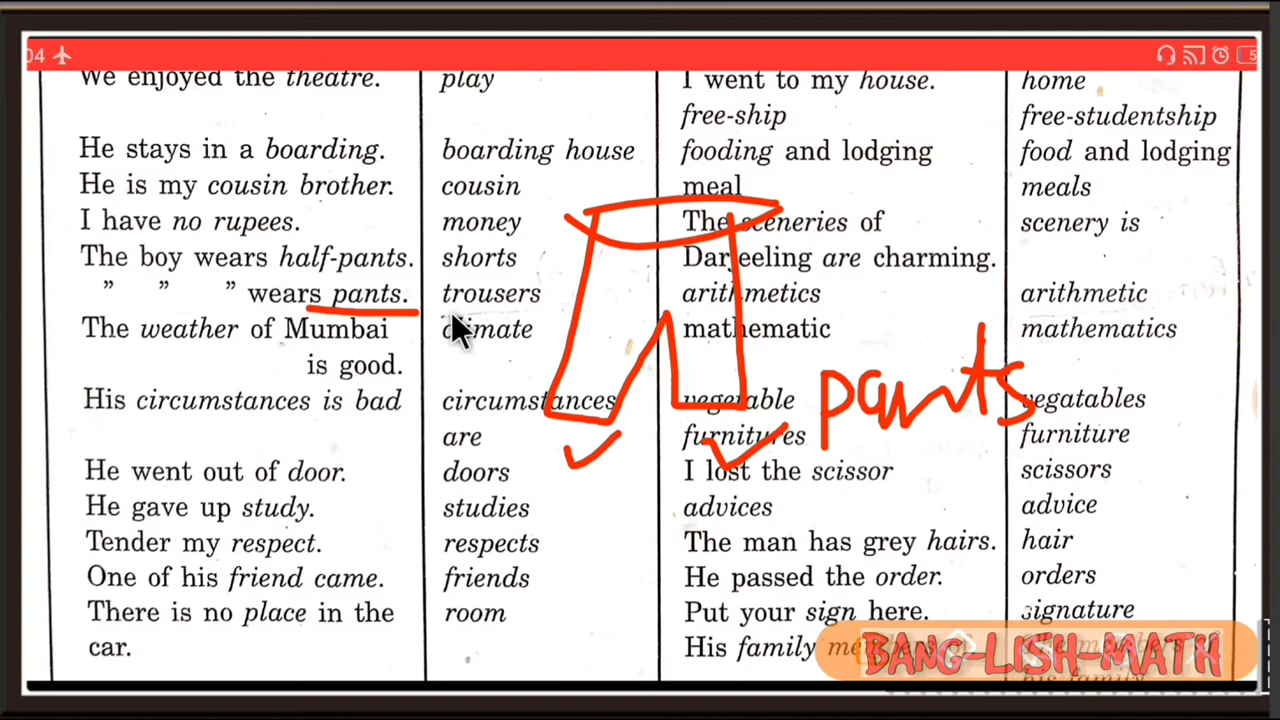 04
5
We enjoyed the theatre. play I went to my house. home
free-ship free-studentship
He stays in a boarding. boarding house fooding and lodging food and lodging
He is my cousin brother. cousin meal meals
I have no rupees. money The sceneries of scenery is
The boy wears half-pants. shorts Darjeeling are charming.
” ” ” wears pants. trousers arithmetics arithmetic
The weather of Mumbai climate mathematic mathematics
is good.
His circumstances is bad circumstances vegetable vegatables
pants
are furnitures furniture
He went out of door. doors I lost the scissor scissors
He gave up study. studies advices advice
Tender my respect. respects The man has grey hairs. hair
One of his friend came. friends He passed the order. orders
There is no place in the room Put your sign here. signature
car. His family
BANG-LISH-MATH